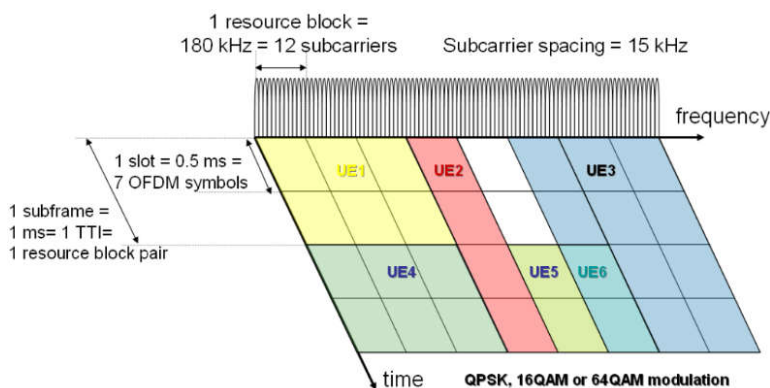 1 resource block =
180 kHz = 12 subcarriers
Subcarrier spacing = 15 kHz
frequency
1 slot = 0.5 ms =
7 OFDM symbols
UE1
UE2
UE3
1 subframe =
1 ms= 1 TTI=
1 resource block pair
UE4
UE5
UE6
time
QPSK, 16QAM or 64QAM modulation